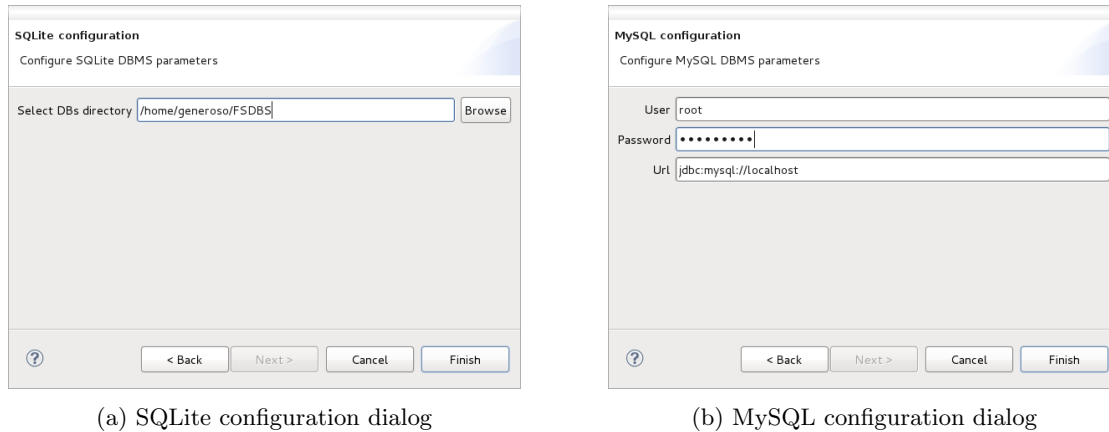 SQLite configuration
Configure SQLite DBMS parameters
Select DBs directory /home/generoso/FSDBS Browse
< Back Next > Cancel Finish
(a) SQLite configuration dialog
MySQL configuration
Configure MySQL DBMS parameters
User root
Password •••••••••
Url jdbc:mysql://localhost
< Back Next > Cancel Finish
(b) MySQL configuration dialog